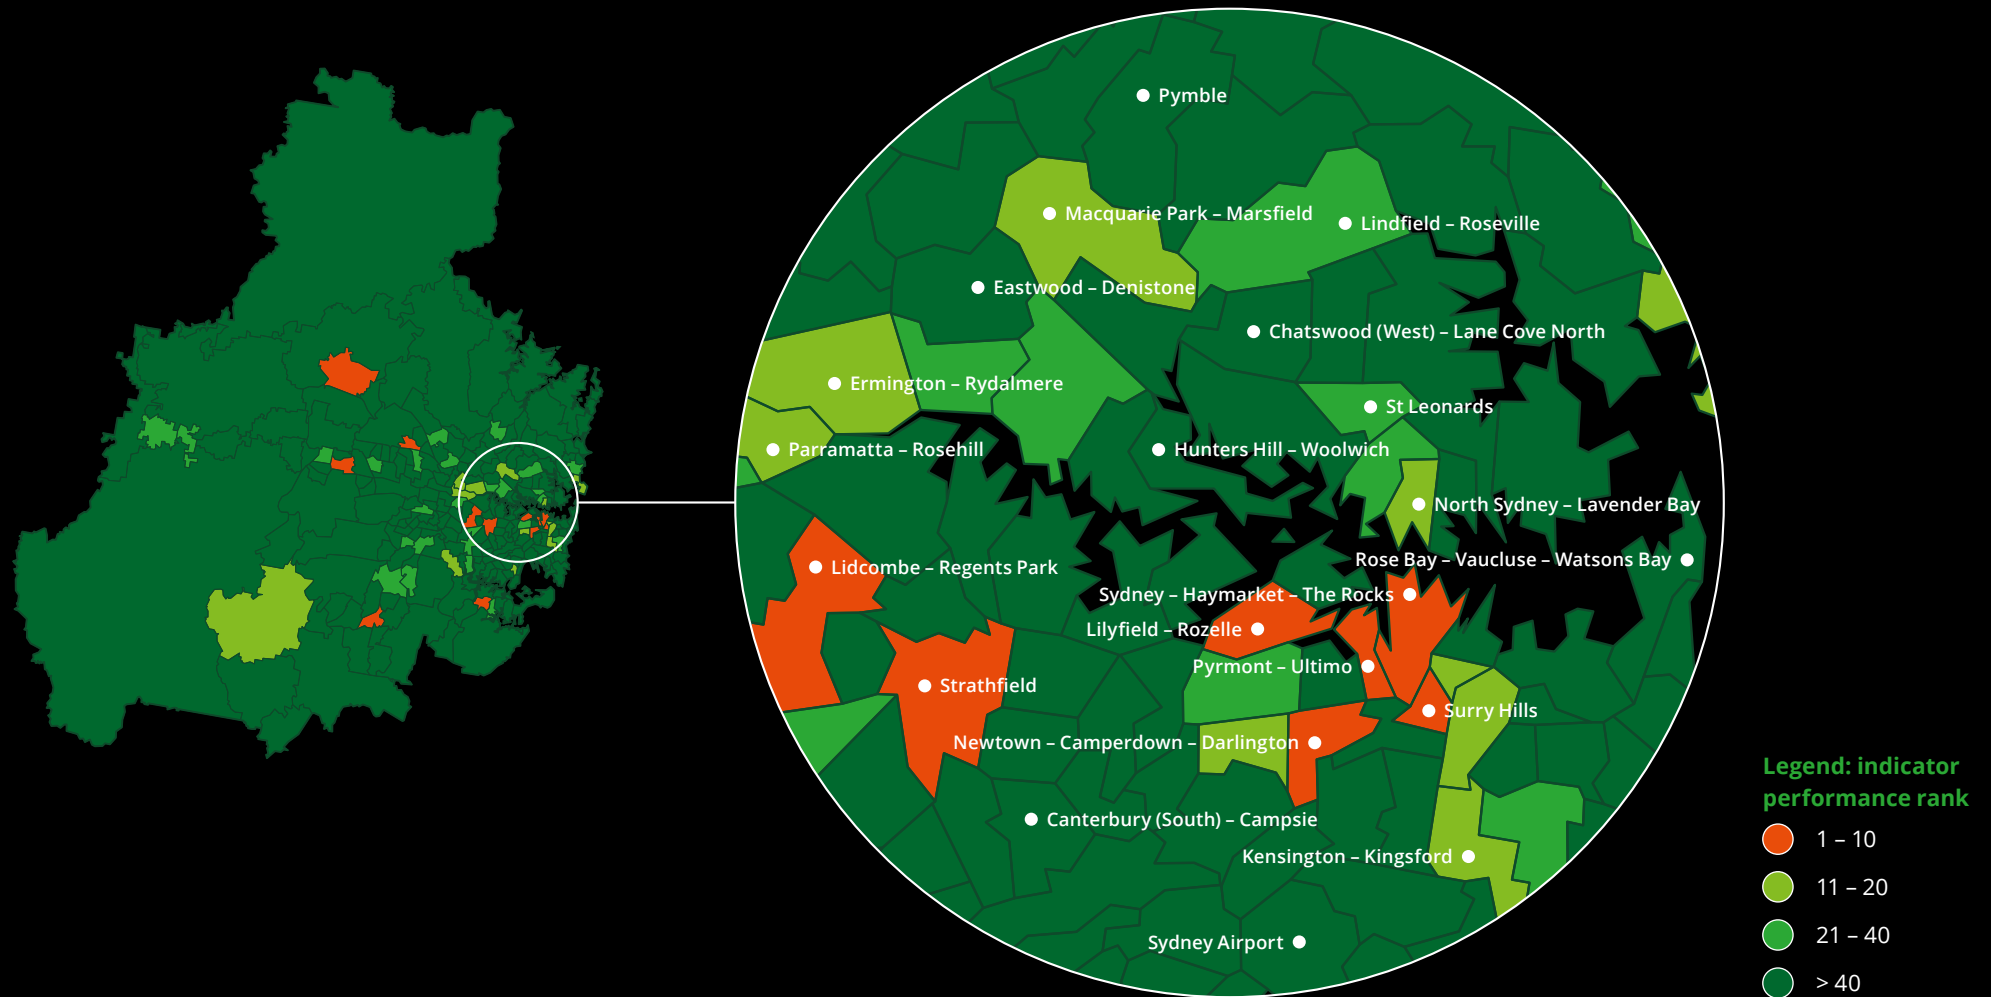 Pymble
Macquarie Park – Marsfield
Lindfield – Roseville
Eastwood – Denistone
Chatswood (West) – Lane Cove North
Ermington – Rydalmere
St Leonards
Parramatta – Rosehill
Hunters Hill – Woolwich
North Sydney – Lavender Bay
Rose Bay – Vaucluse – Watsons Bay
Lidcombe – Regents Park
Sydney – Haymarket – The Rocks
Lilyfield – Rozelle
Pyrmont – Ultimo
Strathfield
Surry Hills
Newtown – Camperdown – Darlington
Canterbury (South) – Campsie
Kensington – Kingsford
Sydney Airport
Legend: indicator
performance rank
1 – 10
11 – 20
21 – 40
> 40